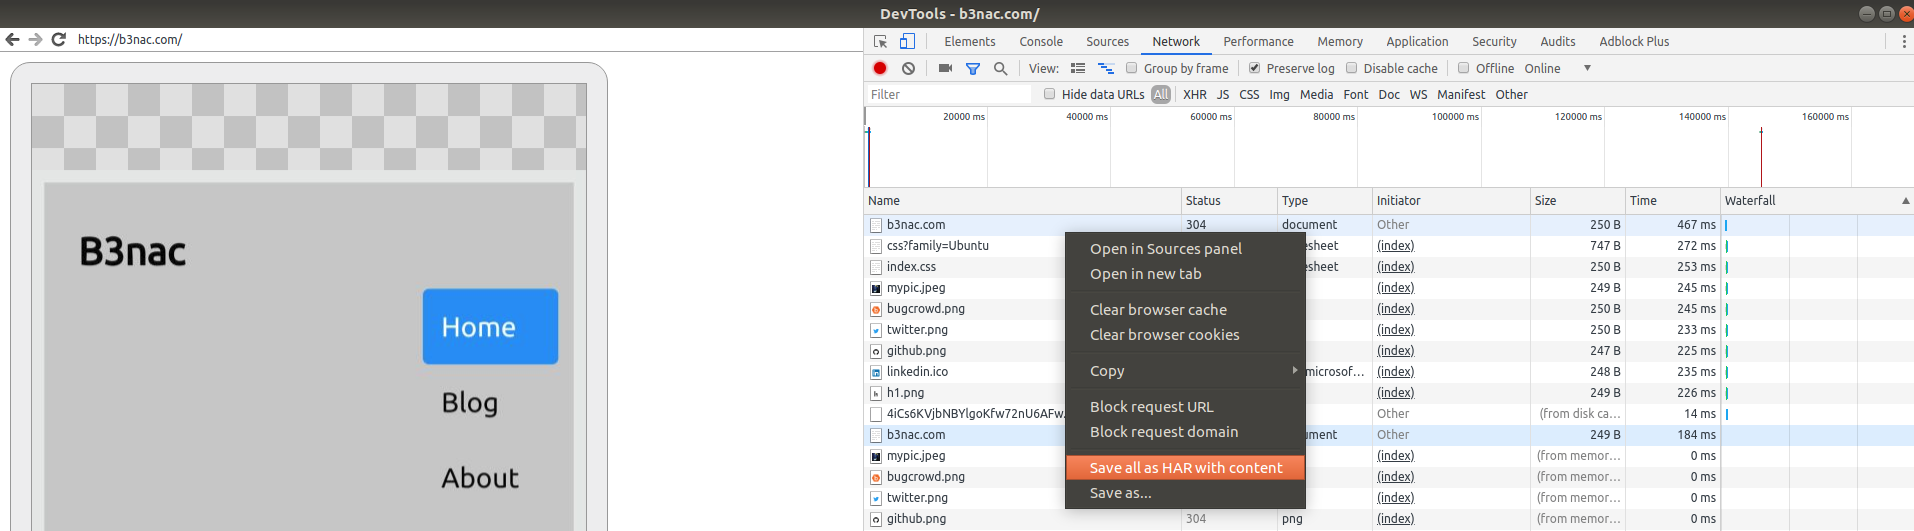 DevTools - b3nac.com/
https://b3nac.com/
B3nac
Home
Blog
About
Elements Console Sources Network Performance Memory Application Security Audits Adblock Plus
View: Group by frame Preserve log Disable cache Offline Online
Filter Hide data URLs All XHR JS CSS Img Media Font Doc WS Manifest Other
20000 ms 40000 ms 60000 ms 80000 ms 100000 ms 120000 ms 140000 ms 160000 ms
Name Status Type Initiator Size Time Waterfall
b3nac.com 304 document Other 250 B 467 ms
css?family=Ubuntu esheet (index) 747 B 272 ms
index.css esheet (index) 250 B 253 ms
mypic.jpeg (index) 249 B 245 ms
bugcrowd.png (index) 250 B 245 ms
twitter.png (index) 250 B 233 ms
github.png (index) 247 B 225 ms
linkedin.ico microsof... (index) 248 B 235 ms
h1.png (index) 249 B 226 ms
4iCs6KVjbNBYlgoKfw72nU6AFw. Other (from disk ca... 14 ms
b3nac.com ment Other 249 B 184 ms
mypic.jpeg (index) (from memor... 0 ms
bugcrowd.png (index) (from memor... 0 ms
twitter.png (index) (from memor... 0 ms
github.png 304 png (index) (from memor... 0 ms
Open in Sources panel
Open in new tab
Clear browser cache
Clear browser cookies
Copy
Block request URL
Block request domain
Save all as HAR with content
Save as...